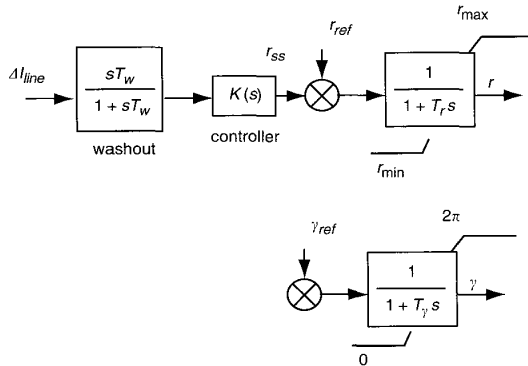 r_max
r_ref
r_ss
ΔI_line
sT_w
1 + sT_w
K(s)
1
1 + T_r s
r
washout
controller
r_min
2π
γ_ref
1
1 + T_γ s
γ
0